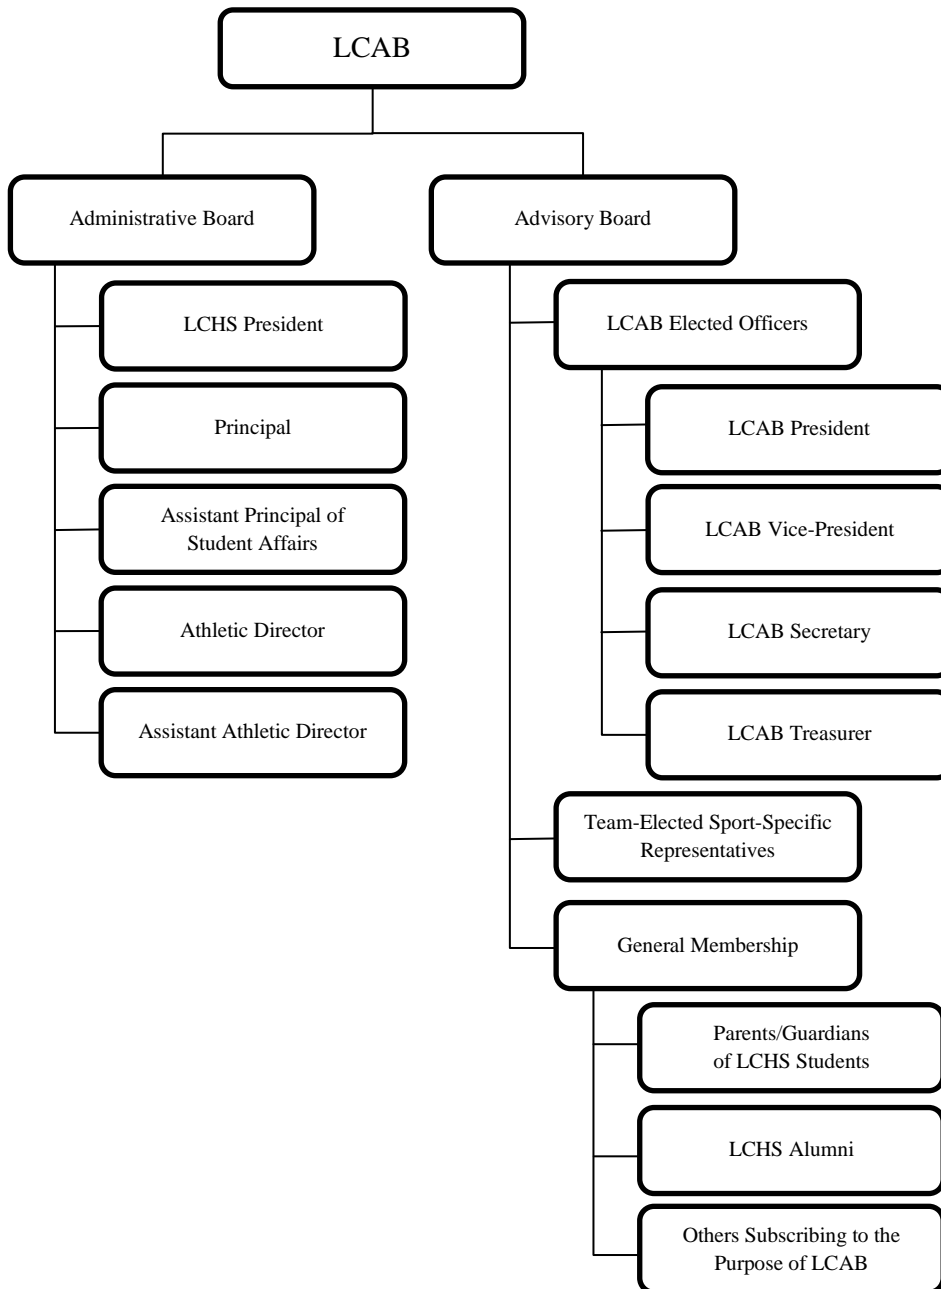 LCAB
Administrative Board
LCHS President
Principal
Assistant Principal of
Student Affairs
Athletic Director
Assistant Athletic Director
Advisory Board
LCAB Elected Officers
LCAB President
LCAB Vice-President
LCAB Secretary
LCAB Treasurer
Team-Elected Sport-Specific
Representatives
General Membership
Parents/Guardians
of LCHS Students
LCHS Alumni
Others Subscribing to the
Purpose of LCAB